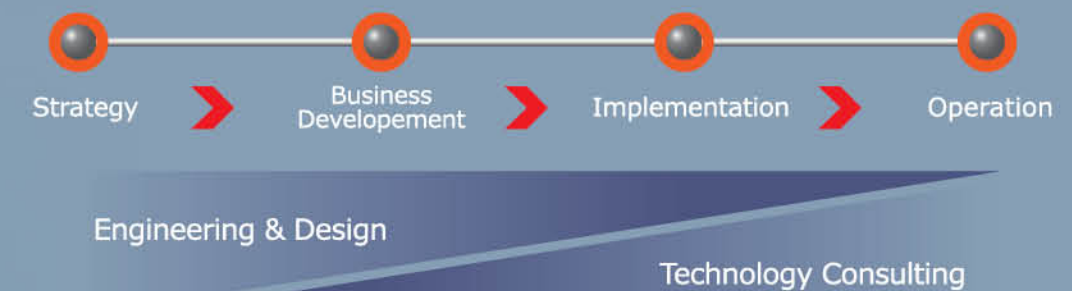 Strategy
Business
Developement
Implementation
Operation
Engineering & Design
Technology Consulting